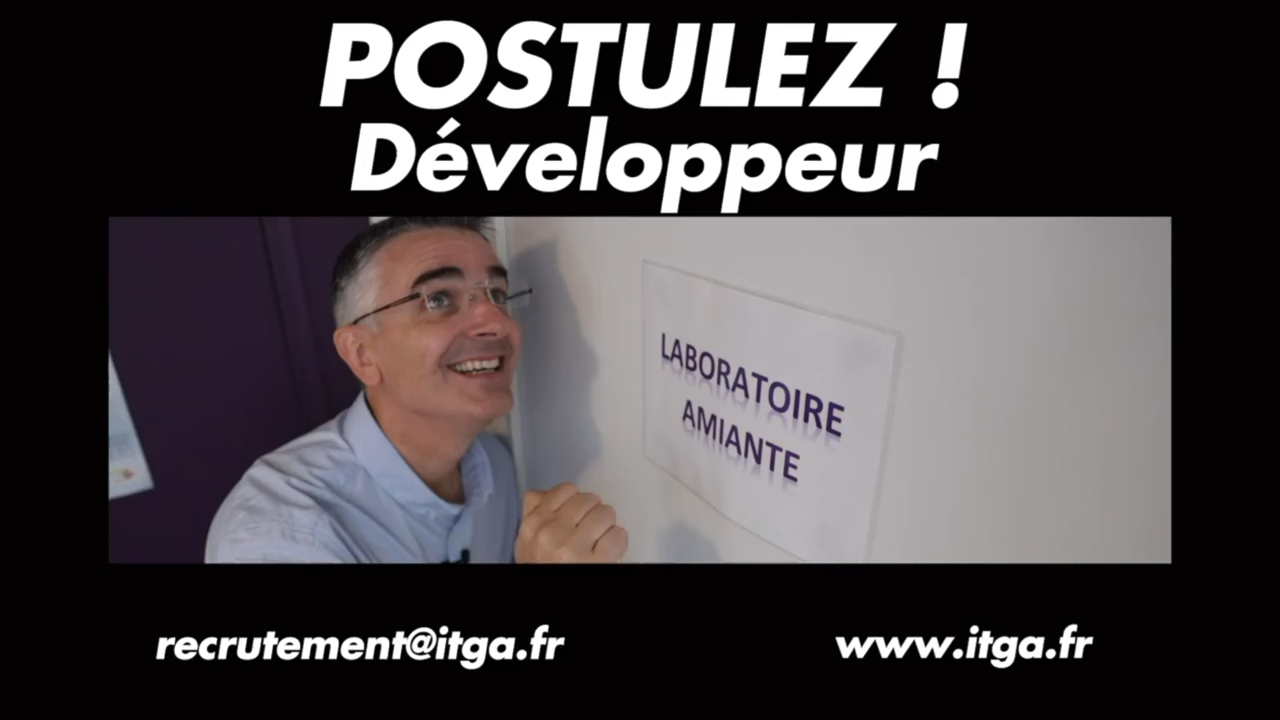 POSTULEZ !
Développeur
LABORATOIRE
AMIANTE
recrutement@itga.fr
www.itga.fr